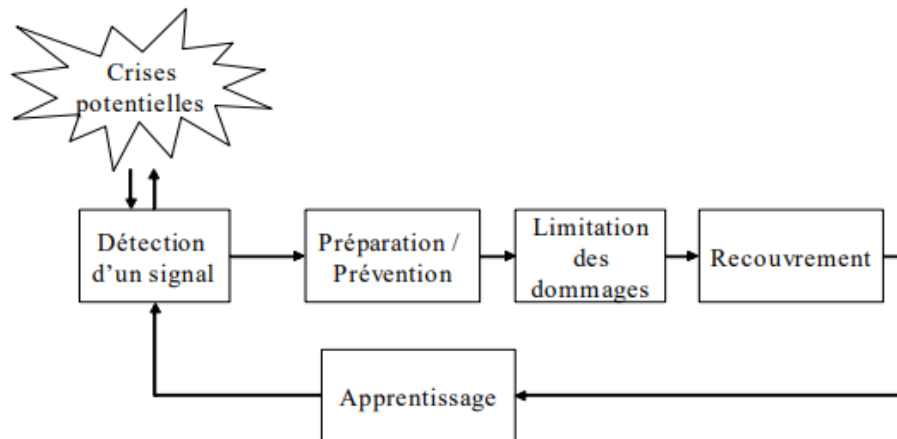 Crises
potentielles
Détection
d'un signal
Préparation /
Prévention
Limitation
des
dommages
Recouvrement
Apprentissage